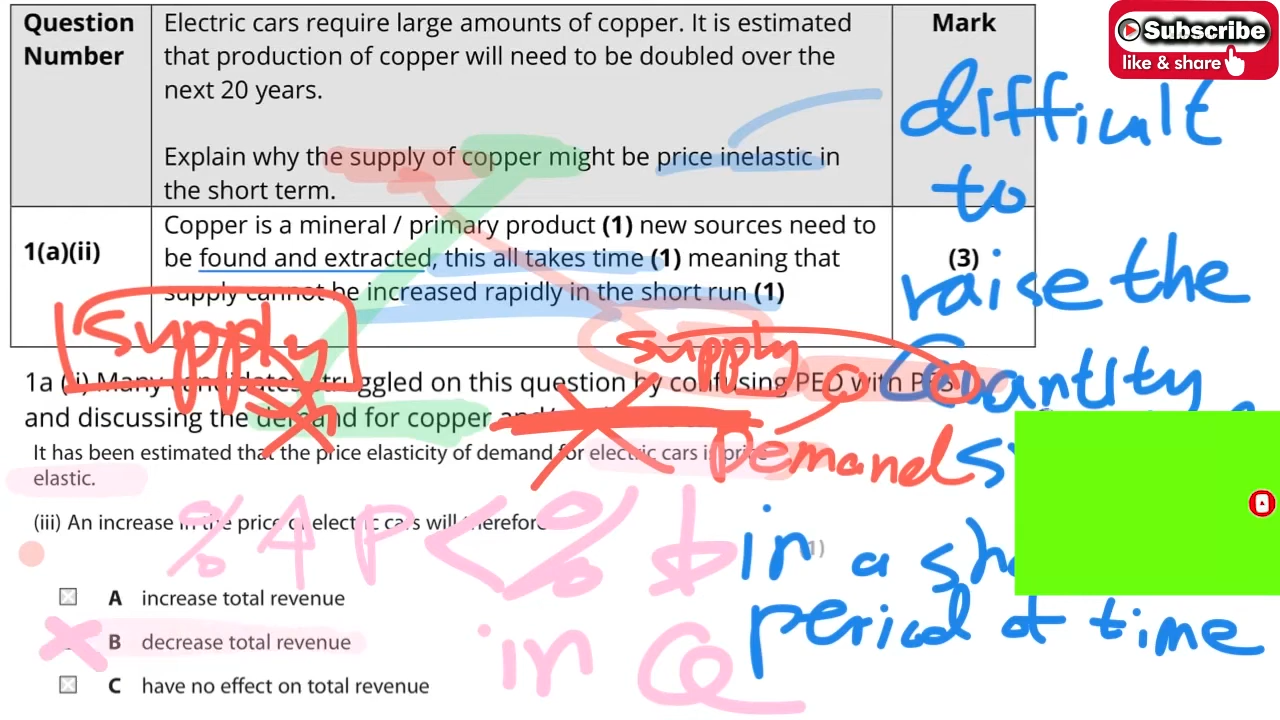 Question Number
Electric cars require large amounts of copper. It is estimated
that production of copper will need to be doubled over the
next 20 years.
Explain why the supply of copper might be price inelastic in
the short term.
Mark
Subscribe
like & share
1(a)(ii)
Copper is a mineral / primary product (1) new sources need to
be found and extracted, this all takes time (1) meaning that
supply cannot be increased rapidly in the short run (1)
(3)
difficult
to
raise the
Quantity
in a
period of time
supply
supply
Demand
1a (ii) Many candidates struggled on this question by confusing PED with PES
and discussing the demand for copper
It has been estimated that the price elasticity of demand for electric cars is price
elastic.
(iii) An increase in the price of electric cars will therefore
(1)
% Δ P < % ↓
in Q
A increase total revenue
B decrease total revenue
C have no effect on total revenue